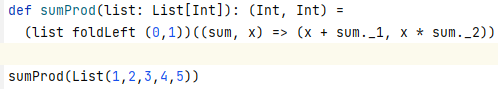 def sumProd(list: List[Int]): (Int, Int) =
  (list foldLeft (0,1))((sum, x) => (x + sum._1, x * sum._2))
sumProd(List(1,2,3,4,5))